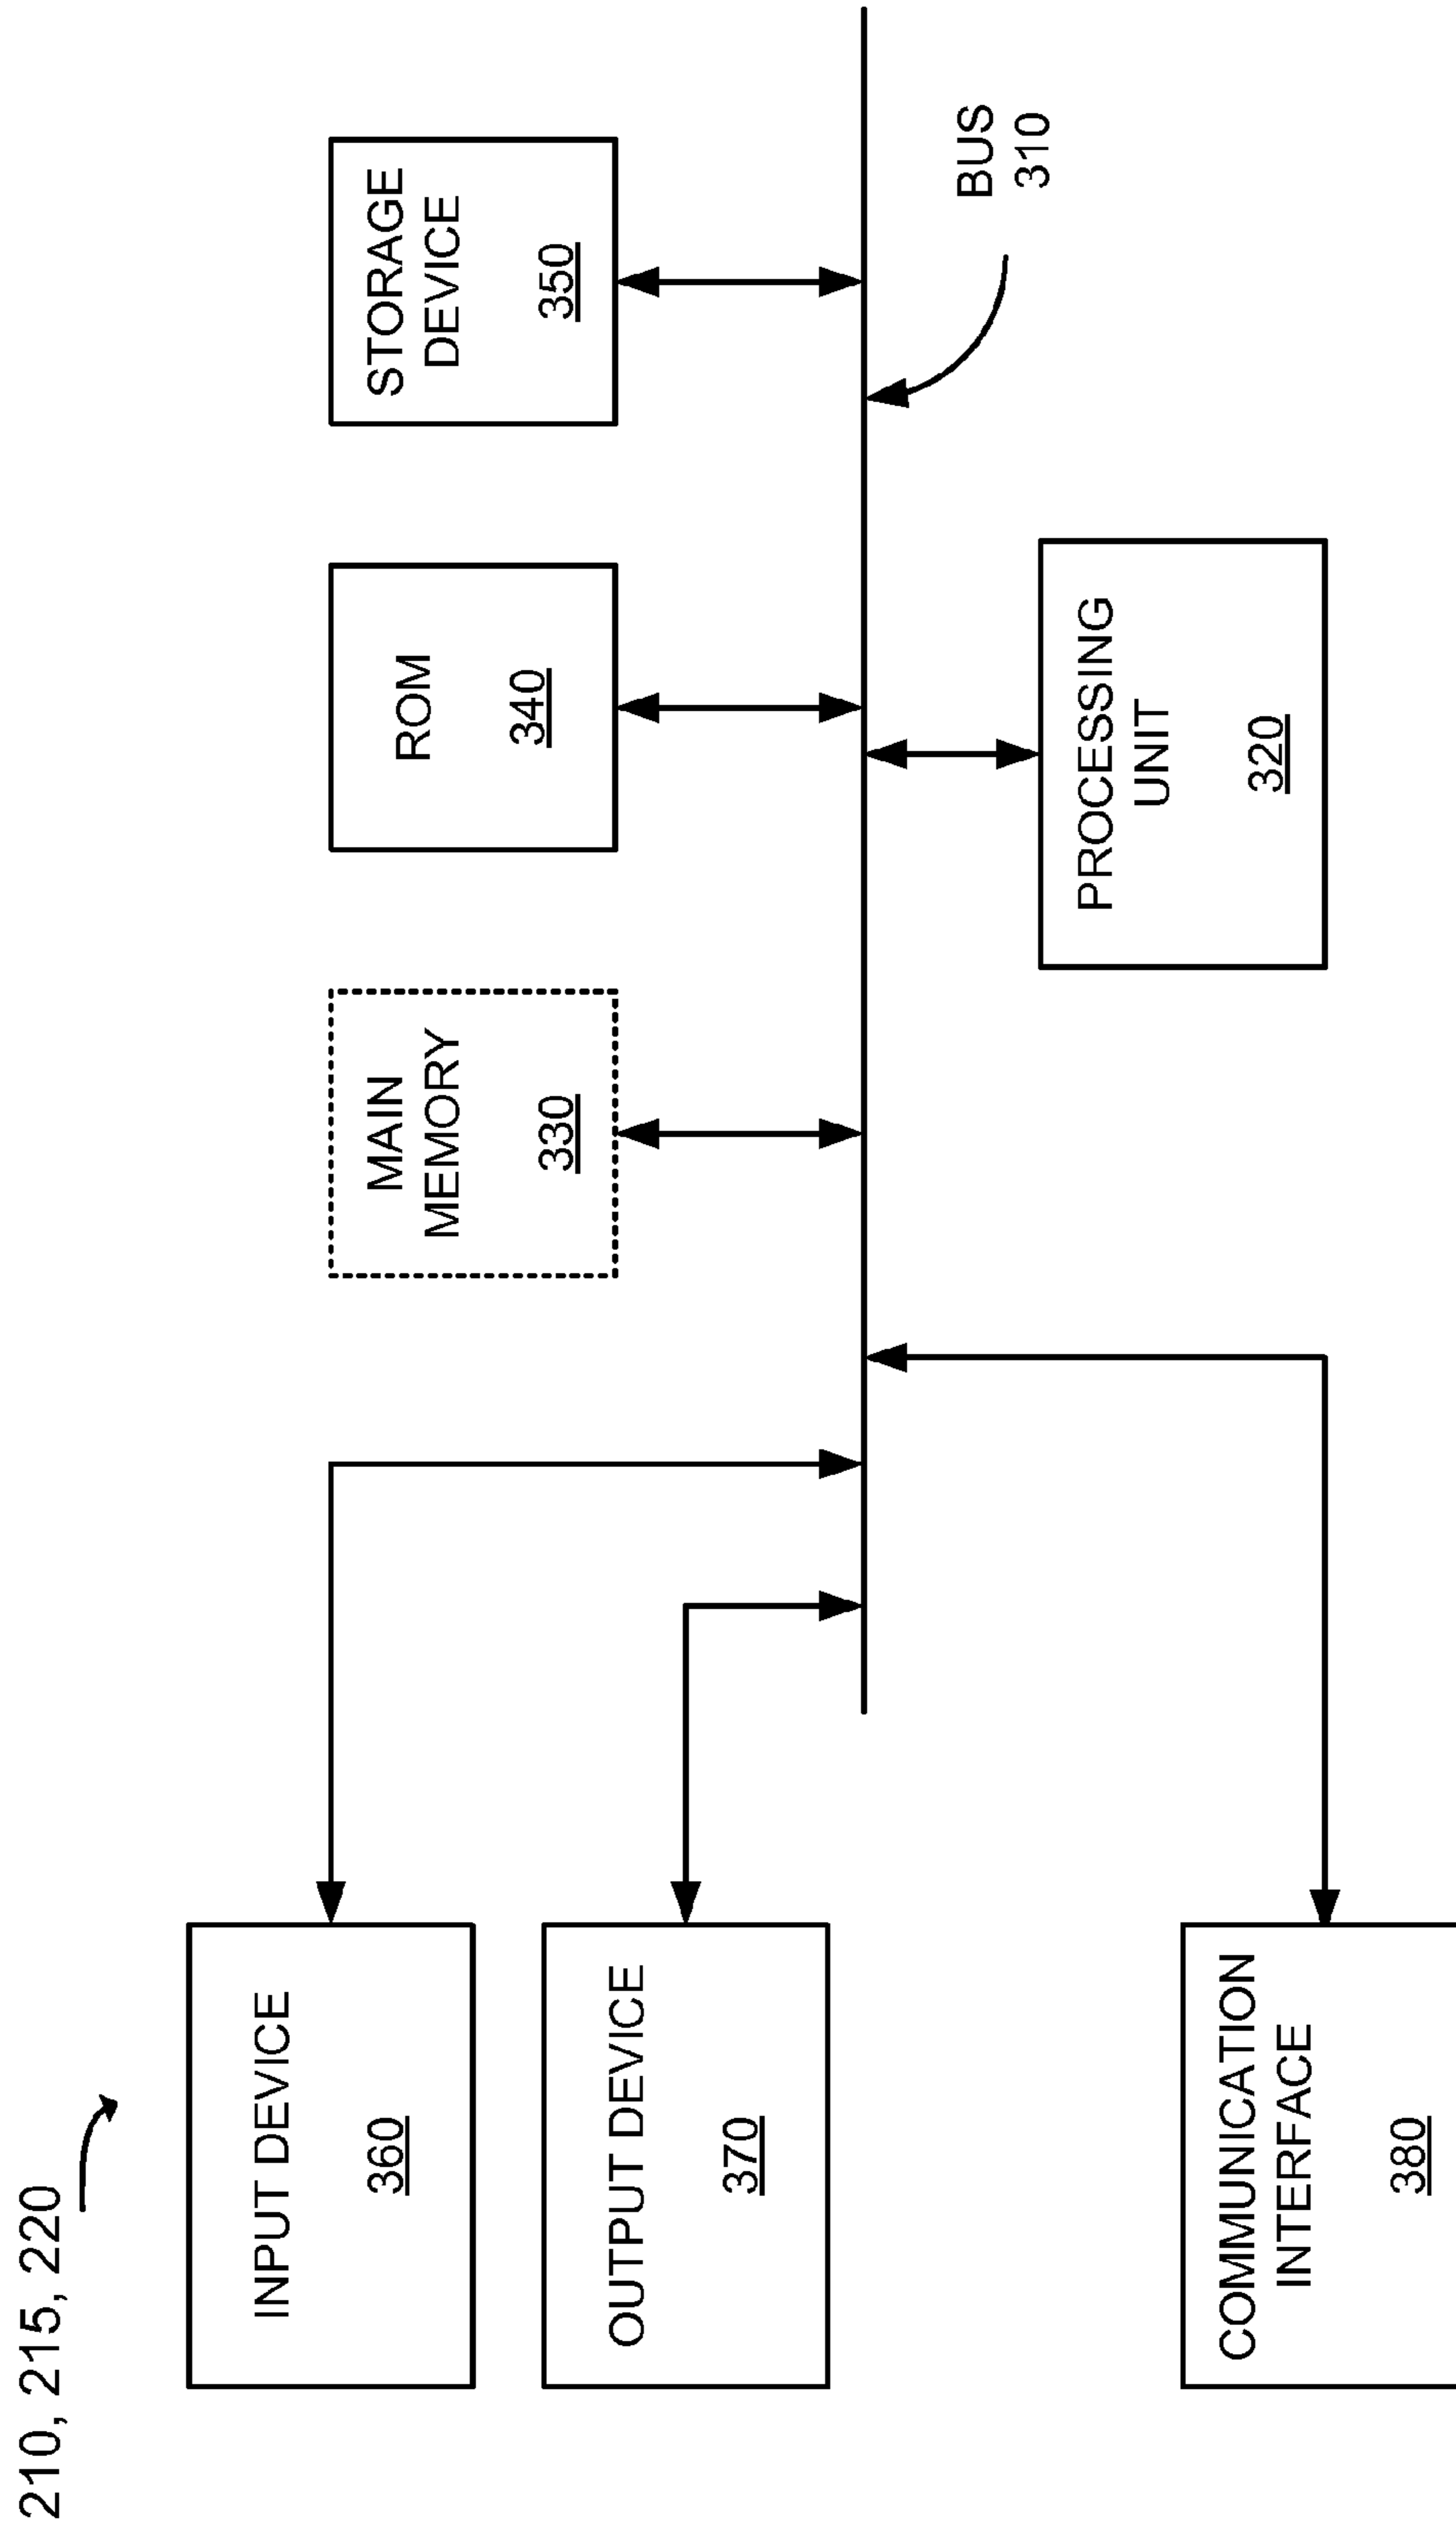 210, 215, 220
INPUT DEVICE
360
OUTPUT DEVICE
370
COMMUNICATION
INTERFACE
380
MAIN
MEMORY
330
ROM
340
STORAGE
DEVICE
350
PROCESSING
UNIT
320
BUS
310